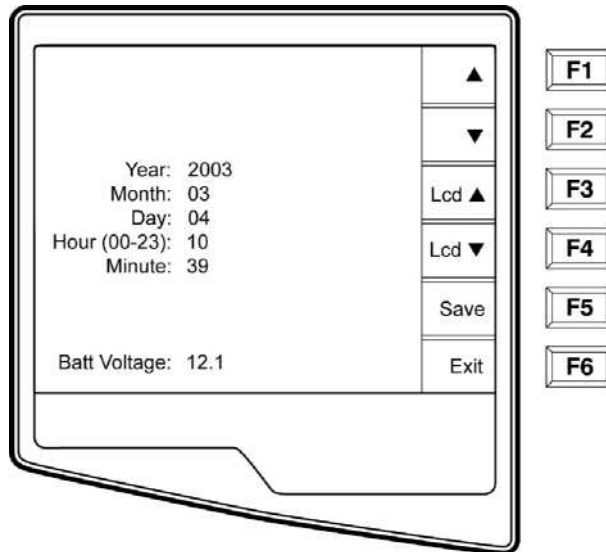 ▲ F1
▼ F2
Year: 2003
Month: 03
Day: 04
Hour (00-23): 10
Minute: 39
Lcd ▲ F3
Lcd ▼ F4
Save F5
Batt Voltage: 12.1
Exit F6